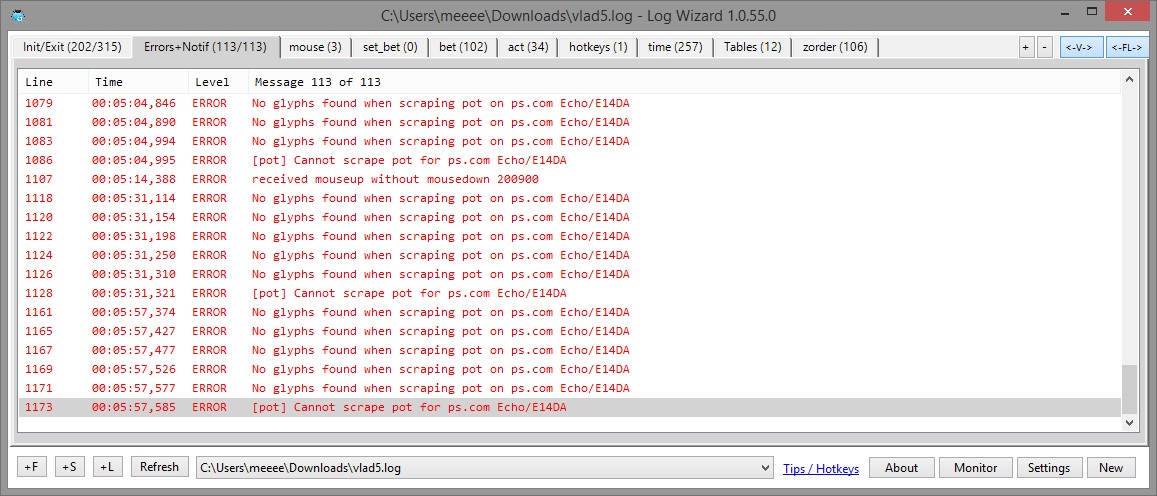 C:\Users\meeee\Downloads\vlad5.log - Log Wizard 1.0.55.0
Init/Exit (202/315) Errors+Notif (113/113) mouse (3) set_bet (0) bet (102) act (34) hotkeys (1) time (257) Tables (12) zorder (106) + - <-V-> <-FL->
Line Time Level Message 113 of 113
1079 00:05:04,846 ERROR No glyphs found when scraping pot on ps.com Echo/E14DA
1081 00:05:04,890 ERROR No glyphs found when scraping pot on ps.com Echo/E14DA
1083 00:05:04,994 ERROR No glyphs found when scraping pot on ps.com Echo/E14DA
1086 00:05:04,995 ERROR [pot] Cannot scrape pot for ps.com Echo/E14DA
1107 00:05:14,388 ERROR received mouseup without mousedown 200900
1118 00:05:31,114 ERROR No glyphs found when scraping pot on ps.com Echo/E14DA
1120 00:05:31,154 ERROR No glyphs found when scraping pot on ps.com Echo/E14DA
1122 00:05:31,198 ERROR No glyphs found when scraping pot on ps.com Echo/E14DA
1124 00:05:31,250 ERROR No glyphs found when scraping pot on ps.com Echo/E14DA
1126 00:05:31,310 ERROR No glyphs found when scraping pot on ps.com Echo/E14DA
1128 00:05:31,321 ERROR [pot] Cannot scrape pot for ps.com Echo/E14DA
1161 00:05:57,374 ERROR No glyphs found when scraping pot on ps.com Echo/E14DA
1165 00:05:57,427 ERROR No glyphs found when scraping pot on ps.com Echo/E14DA
1167 00:05:57,477 ERROR No glyphs found when scraping pot on ps.com Echo/E14DA
1169 00:05:57,526 ERROR No glyphs found when scraping pot on ps.com Echo/E14DA
1171 00:05:57,577 ERROR No glyphs found when scraping pot on ps.com Echo/E14DA
1173 00:05:57,585 ERROR [pot] Cannot scrape pot for ps.com Echo/E14DA
+F +S +L Refresh C:\Users\meeee\Downloads\vlad5.log Tips / Hotkeys About Monitor Settings New